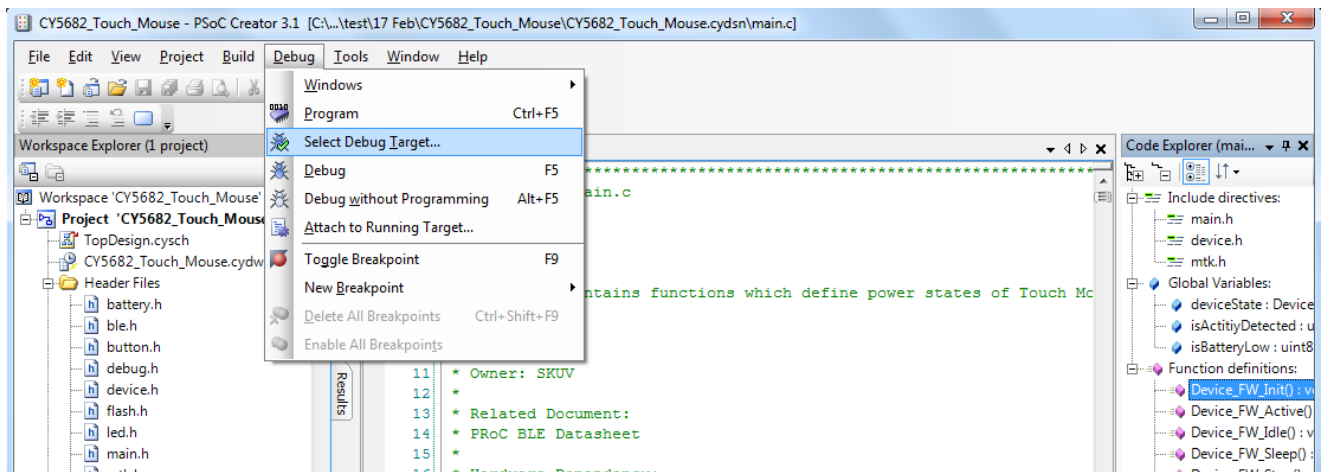 CY5682_Touch_Mouse - PSoC Creator 3.1 [C:\...\test\17 Feb\CY5682_Touch_Mouse\CY5682_Touch_Mouse.cydsn\main.c]
File Edit View Project Build Debug Tools Window Help
Windows
Program Ctrl+F5
Select Debug Target...
Debug F5
Debug without Programming Alt+F5
Attach to Running Target...
Toggle Breakpoint F9
New Breakpoint
Delete All Breakpoints Ctrl+Shift+F9
Enable All Breakpoints
Workspace Explorer (1 project)
Workspace 'CY5682_Touch_Mouse'
Project 'CY5682_Touch_Mouse
TopDesign.cysch
CY5682_Touch_Mouse.cydw
Header Files
battery.h
ble.h
button.h
debug.h
device.h
flash.h
led.h
main.h
Results
****************************************************************
ain.c
ntains functions which define power states of Touch Mo
11 * Owner: SKUV
12 *
13 * Related Document:
14 * PRoC BLE Datasheet
15 *
16 * Hardware Dependency:
Code Explorer (mai...
Include directives:
main.h
device.h
mtk.h
Global Variables:
deviceState : Device
isActitiyDetected : u
isBatteryLow : uint8
Function definitions:
Device_FW_Init() : v
Device_FW_Active()
Device_FW_Idle() : v
Device_FW_Sleep() :